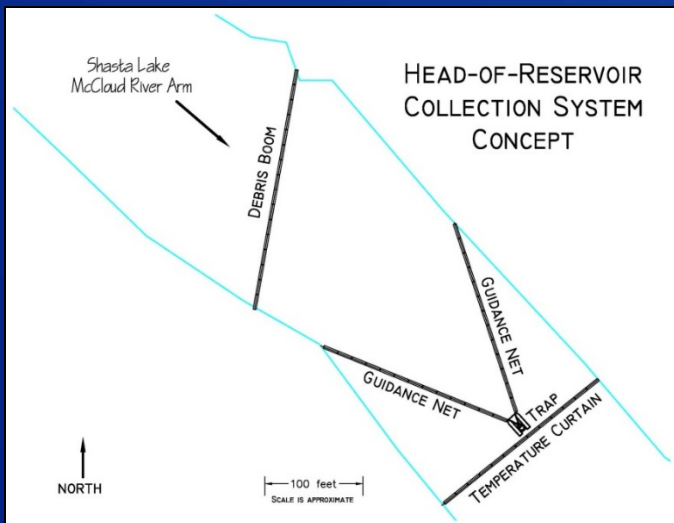 Shasta Lake
McCloud River Arm
HEAD-OF-RESERVOIR
COLLECTION SYSTEM
CONCEPT
DEBRIS BOOM
GUIDANCE NET
GUIDANCE NET
TRAP
TEMPERATURE CURTAIN
NORTH
100 feet
SCALE IS APPROXIMATE